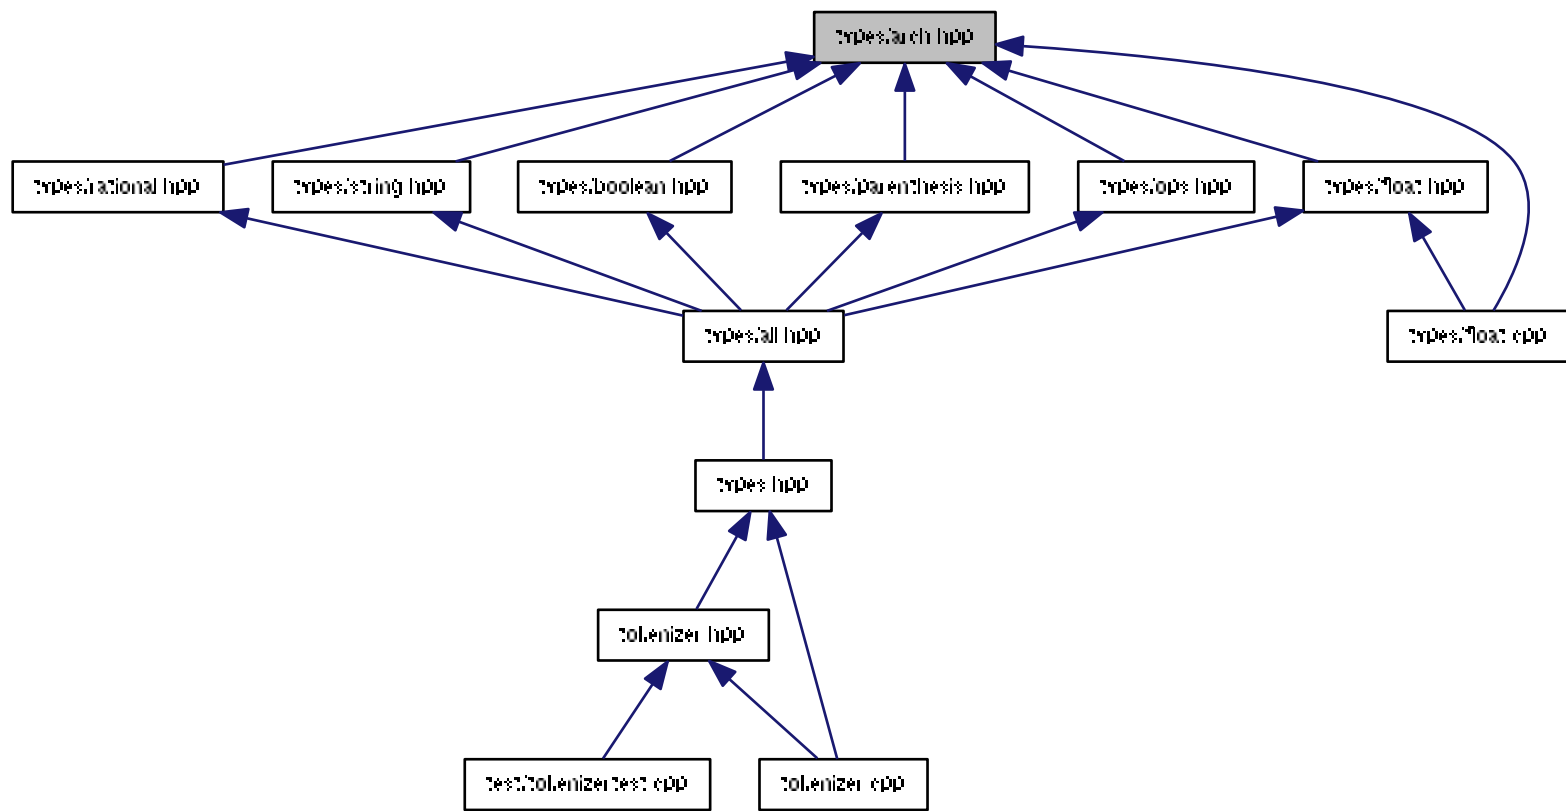 types/arch.hpp
types/rational.hpp
types/string.hpp
types/boolean.hpp
types/parenthesis.hpp
types/ops.hpp
types/float.hpp
types/all.hpp
types/float.cpp
types.hpp
tokenizer.hpp
test/tokenizertest.cpp
tokenizer.cpp